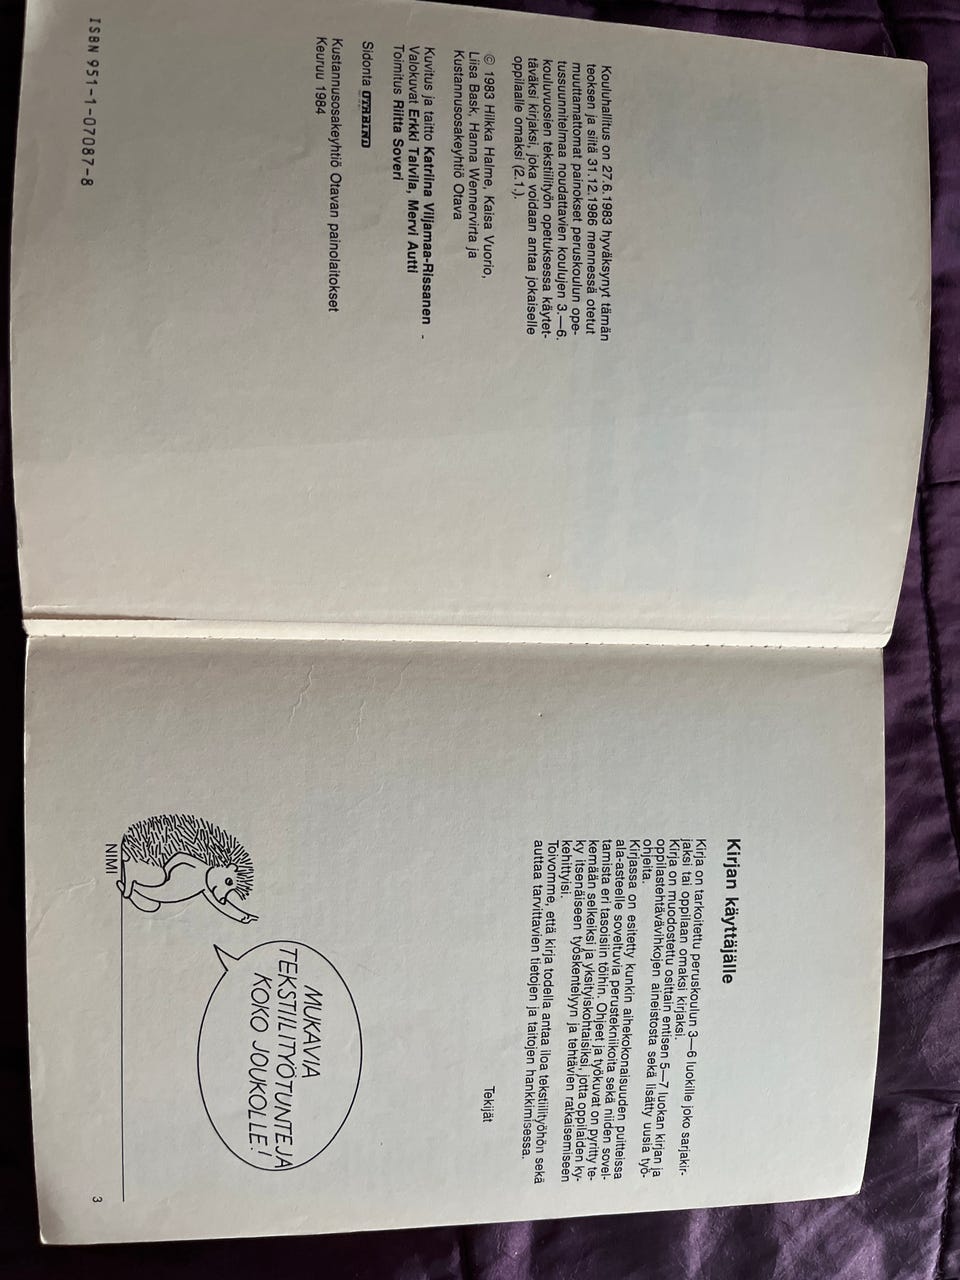 Kouluhallitus on 27.6.1983 hyväksynyt tämän
teoksen ja siitä 31.12.1986 mennessä otetut
muuttamattomat painokset peruskoulun ope-
tussuunnitelmaa noudattavien koulujen 3.—6.
kouluvuosien tekstiilityön opetuksessa käytet-
täväksi kirjaksi, joka voidaan antaa jokaiselle
oppilaalle omaksi (2.1.).
© 1983 Hilkka Halme, Kaisa Vuorio,
Liisa Bask, Hanna Wennervirta ja
Kustannusosakeyhtiö Otava
Kuvitus ja taitto Katriina Viljamaa-Rissanen
Valokuvat Erkki Talvila, Mervi Autti
Toimitus Riitta Soveri
Sidonta OTABIND
Kustannusosakeyhtiö Otavan painolaitokset
Keuruu 1984
ISBN 951-1-07087-8
Kirjan käyttäjälle
Kirja on tarkoitettu peruskoulun 3—6 luokille joko sarjakir-
jaksi tai oppilaan omaksi kirjaksi.
Kirja on muodostettu osittain entisen 5—7 luokan kirjan ja
oppilastehtävävihkojen aineistosta sekä lisätty uusia työ-
ohjeita.
Kirjassa on esitetty kunkin aihekokonaisuuden puitteissa
ala-asteelle soveltuvia perustekniikoita sekä niiden sovel-
tamista eri tasoisiin töihin. Ohjeet ja työkuvat on pyritty te-
kemään selkeiksi ja yksityiskohtaisiksi, jotta oppilaiden ky-
ky itsenäiseen työskentelyyn ja tehtävien ratkaisemiseen
kehittyisi.
Toivomme, että kirja todella antaa iloa tekstiilityöhön sekä
auttaa tarvittavien tietojen ja taitojen hankkimisessa.
Tekijät
MUKAVIA
TEKSTIILITYÖTUNTEJA
KOKO JOUKOLLE!
NIMI
3